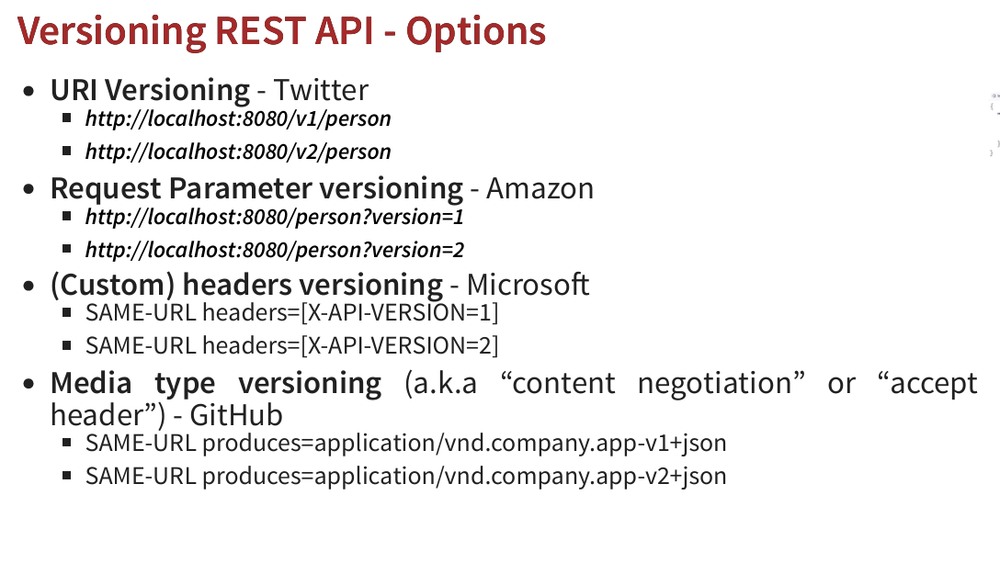 Versioning REST API - Options
• URI Versioning - Twitter
▪ http://localhost:8080/v1/person
▪ http://localhost:8080/v2/person
• Request Parameter versioning - Amazon
▪ http://localhost:8080/person?version=1
▪ http://localhost:8080/person?version=2
• (Custom) headers versioning - Microsoft
▪ SAME-URL headers=[X-API-VERSION=1]
▪ SAME-URL headers=[X-API-VERSION=2]
• Media type versioning (a.k.a “content negotiation” or “accept
header”) - GitHub
▪ SAME-URL produces=application/vnd.company.app-v1+json
▪ SAME-URL produces=application/vnd.company.app-v2+json